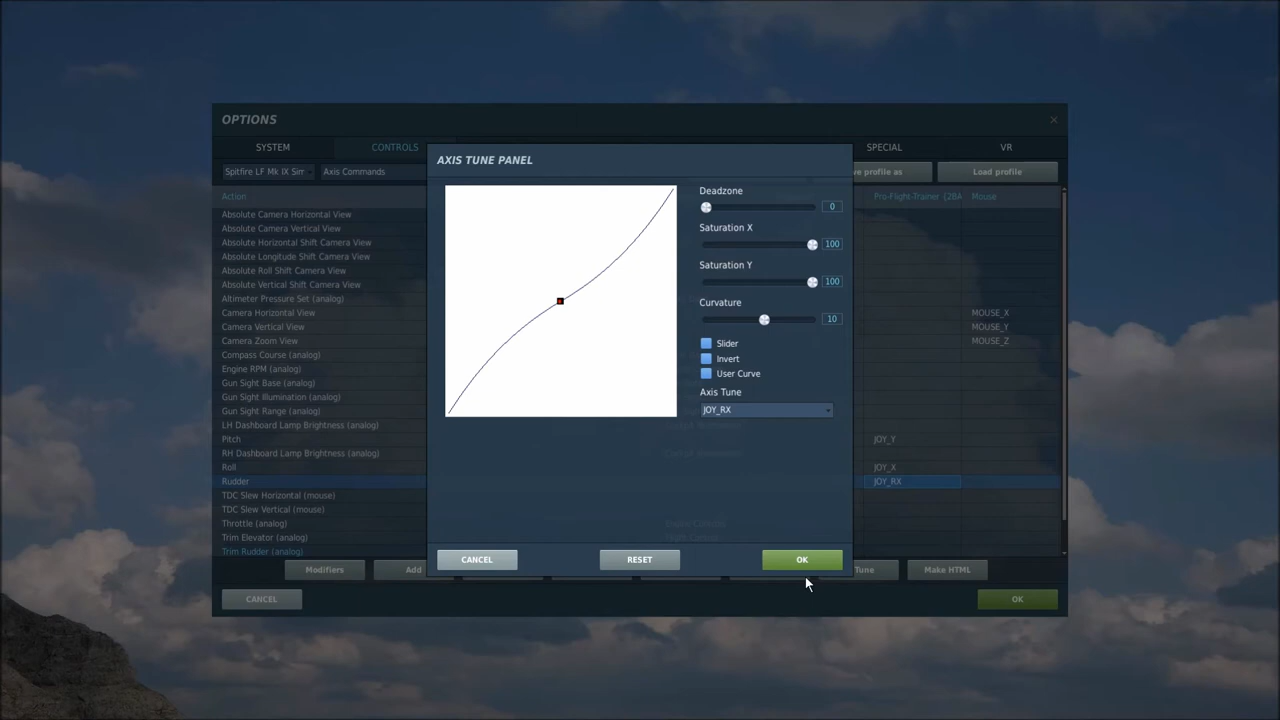 OPTIONS
SYSTEM
CONTROLS
SPECIAL
VR
Spitfire LF Mk IX Sim
Axis Commands
profile as
Load profile
AXIS TUNE PANEL
Action
Pro-Flight-Trainer {2BA
Mouse
Absolute Camera Horizontal View
Absolute Camera Vertical View
Absolute Horizontal Shift Camera View
Absolute Longitude Shift Camera View
Absolute Roll Shift Camera View
Absolute Vertical Shift Camera View
Altimeter Pressure Set (analog)
Camera Horizontal View
MOUSE_X
Camera Vertical View
MOUSE_Y
Camera Zoom View
MOUSE_Z
Compass Course (analog)
Engine RPM (analog)
Gun Sight Base (analog)
Gun Sight Illumination (analog)
Gun Sight Range (analog)
LH Dashboard Lamp Brightness (analog)
Pitch
JOY_Y
RH Dashboard Lamp Brightness (analog)
Roll
JOY_X
Rudder
JOY_RX
TDC Slew Horizontal (mouse)
TDC Slew Vertical (mouse)
Throttle (analog)
Trim Elevator (analog)
Trim Rudder (analog)
Deadzone
0
Saturation X
100
Saturation Y
100
Curvature
10
Slider
Invert
User Curve
Axis Tune
JOY_RX
CANCEL
RESET
OK
Modifiers
Add
Tune
Make HTML
CANCEL
OK